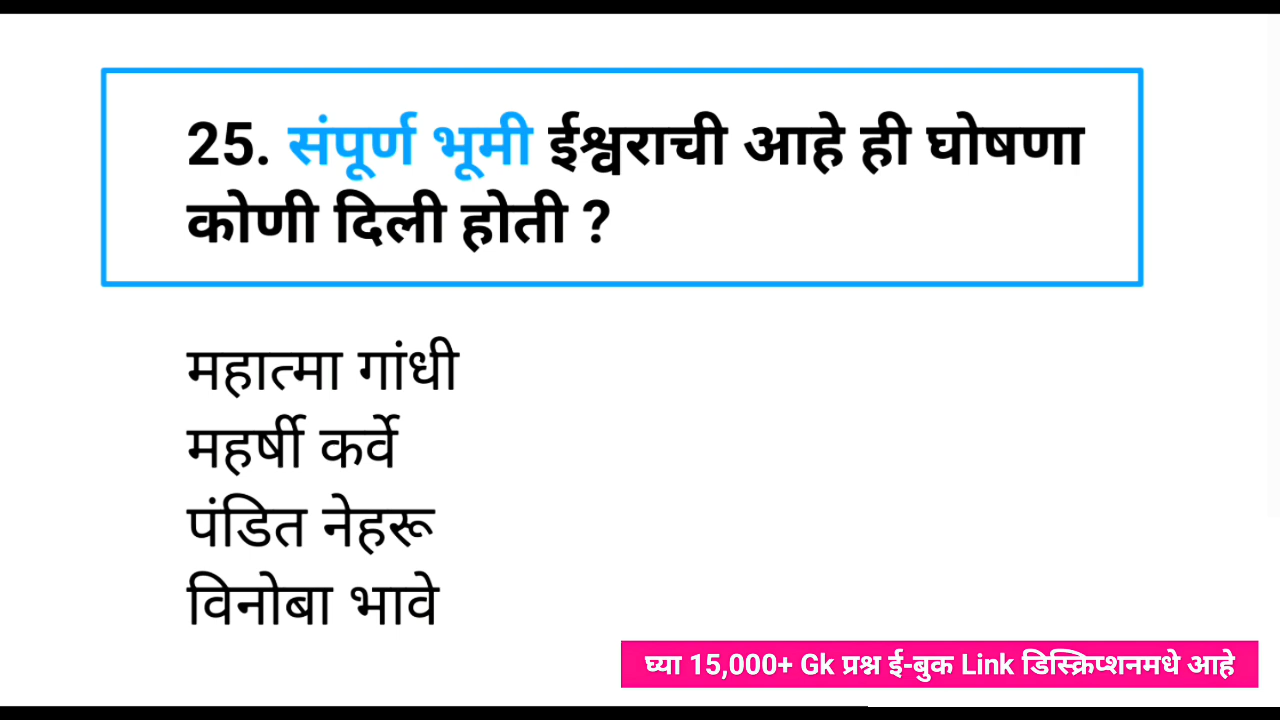 25. संपूर्ण भूमी ईश्वराची आहे ही घोषणा
कोणी दिली होती ?
महात्मा गांधी
महर्षी कर्वे
पंडित नेहरू
विनोबा भावे
घ्या 15,000+ Gk प्रश्न ई-बुक Link डिस्क्रिप्शनमधे आहे